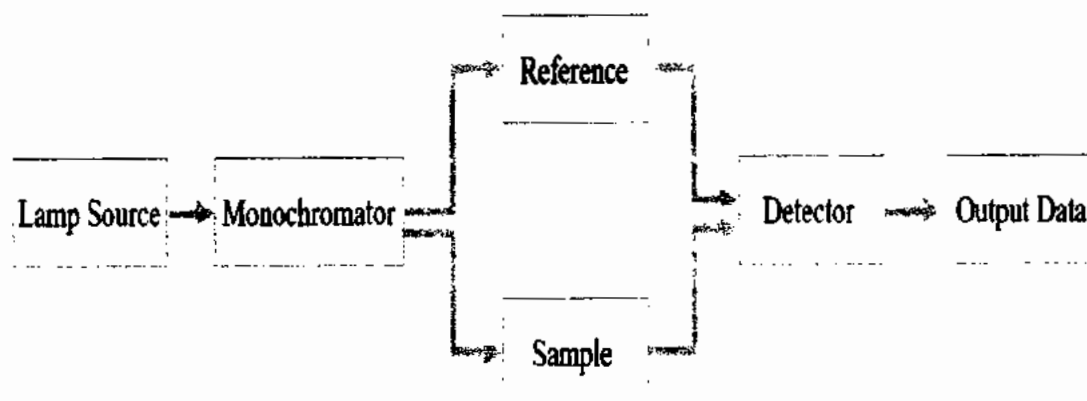 Reference
Lamp Source
Monochromator
Detector
Output Data
Sample